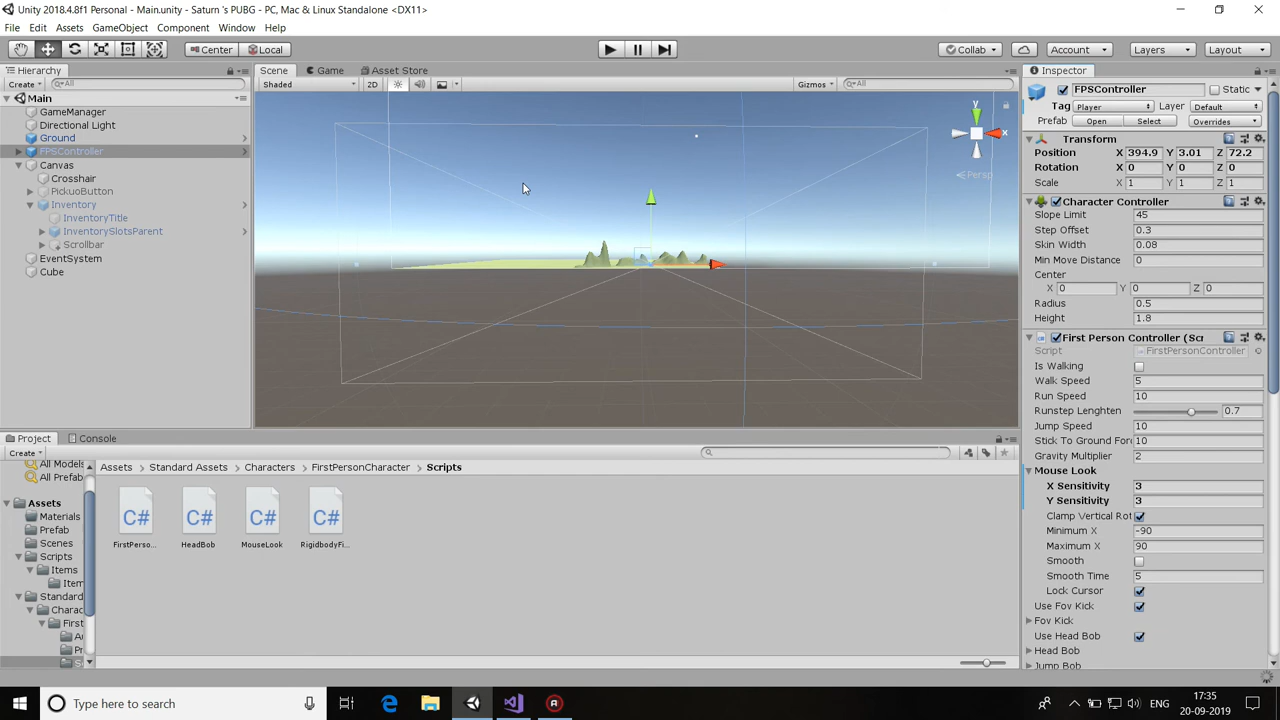 Unity 2018.4.8f1 Personal - Main.unity - Saturn 's PUBG - PC, Mac & Linux Standalone <DX11>
File Edit Assets GameObject Component Window Help
Center Local Collab Account Layers Layout
Hierarchy
Create All
Main
GameManager
Directional Light
Ground
FPSController
Canvas
Crosshair
PickuoButton
Inventory
InventoryTitle
InventorySlotsParent
Scrollbar
EventSystem
Cube
Scene Game Asset Store
Shaded 2D Gizmos All
y
x
Persp
Inspector
FPSController Static
Tag Player Layer Default
Prefab Open Select Overrides
Transform
Position X 394.9 Y 3.01 Z 72.2
Rotation X 0 Y 0 Z 0
Scale X 1 Y 1 Z 1
Character Controller
Slope Limit 45
Step Offset 0.3
Skin Width 0.08
Min Move Distance 0
Center
X 0 Y 0 Z 0
Radius 0.5
Height 1.8
First Person Controller (Scr
Script FirstPersonController
Is Walking
Walk Speed 5
Run Speed 10
Runstep Lenghten 0.7
Jump Speed 10
Stick To Ground For 10
Gravity Multiplier 2
Mouse Look
X Sensitivity 3
Y Sensitivity 3
Clamp Vertical Rot
Minimum X -90
Maximum X 90
Smooth
Smooth Time 5
Lock Cursor
Use Fov Kick
Fov Kick
Use Head Bob
Head Bob
Jump Bob
Project Console
Create
All Models
All Prefab
Assets
Materials
Prefab
Scenes
Scripts
Items
Item
Standard
Charac
First
A
Pr
Sc
Assets Standard Assets Characters FirstPersonCharacter Scripts
C# C# C# C#
FirstPerso... HeadBob MouseLook RigidbodyFi...
Type here to search
ENG
17:35
20-09-2019